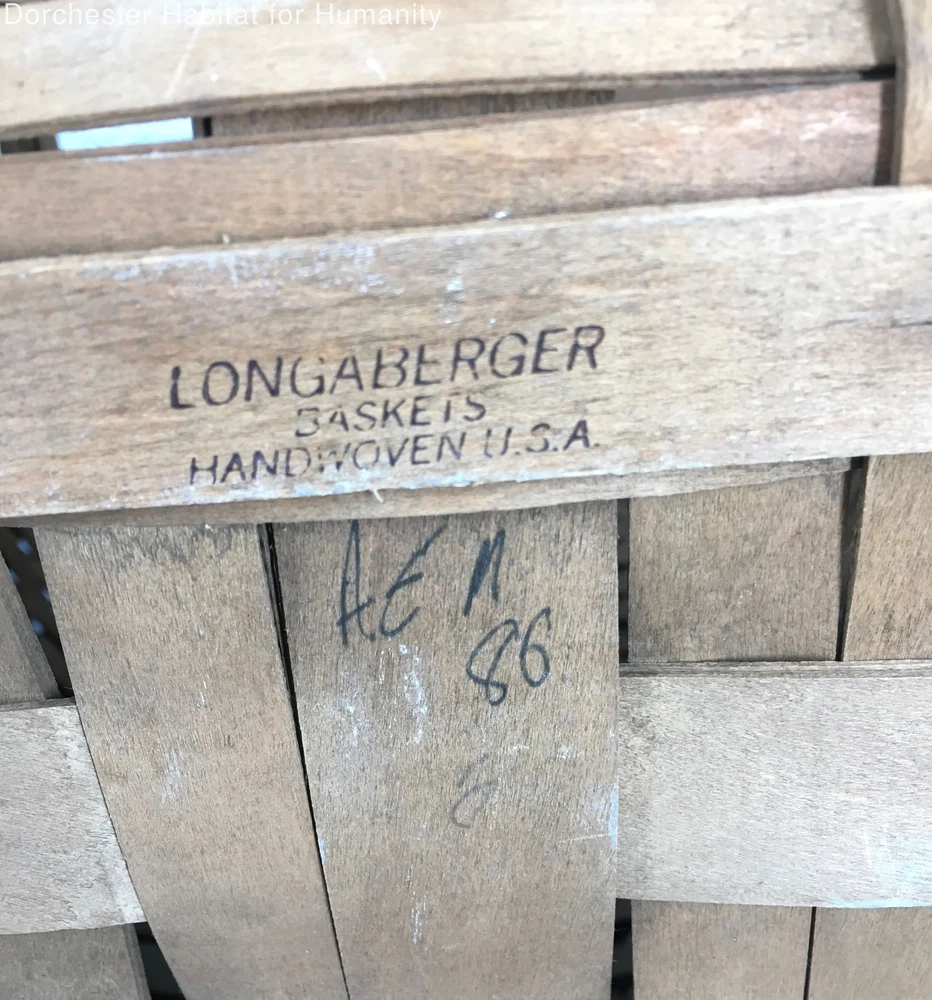 Dorchester Habitat for Humanity
LONGABERGER
BASKETS
HANDWOVEN U.S.A.
AEM
86